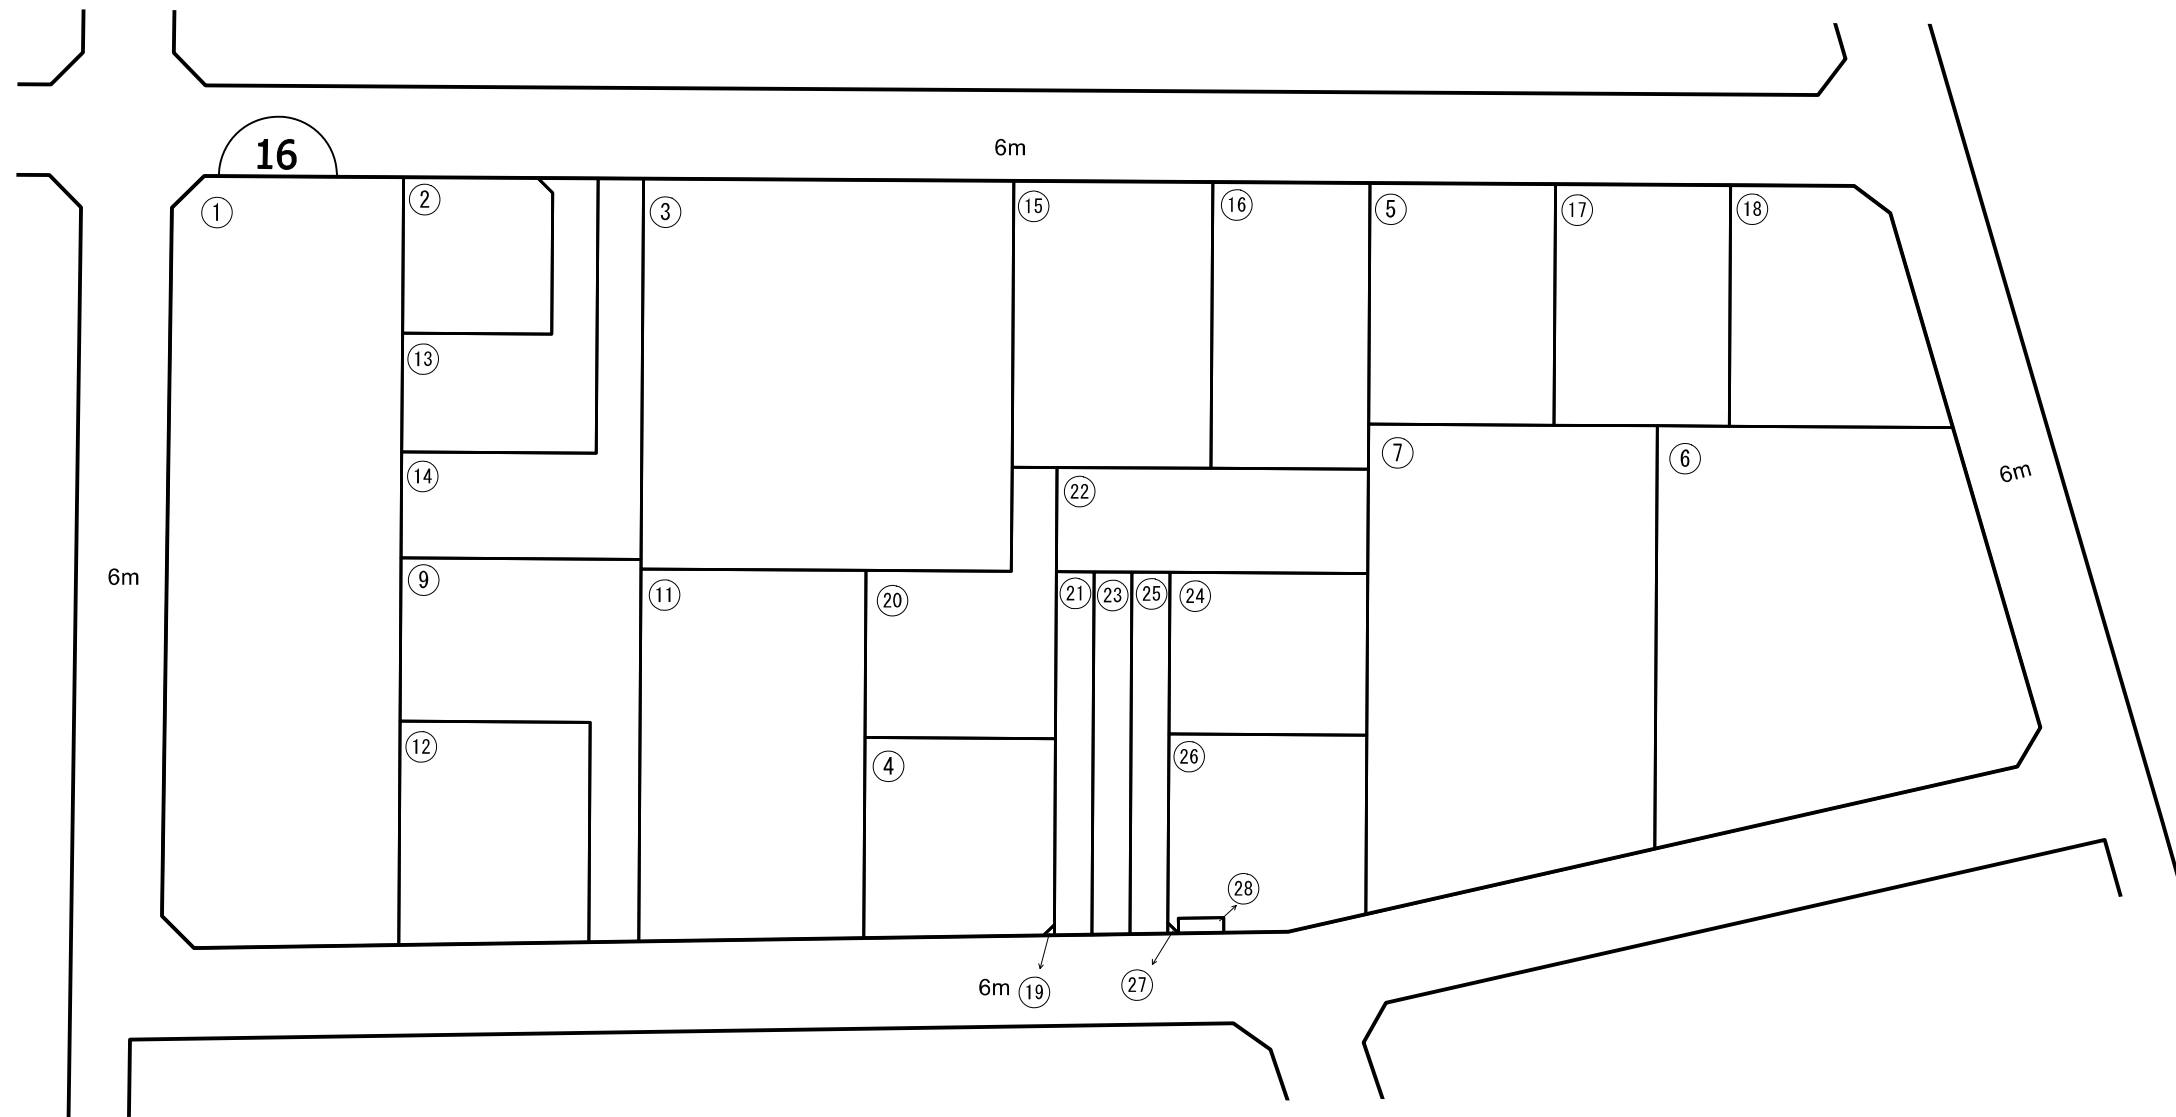 6m
16
① ② ③ ⑮ ⑯ ⑤ ⑰ ⑱
⑬
⑭ ㉒ ⑦ ⑥ 6m
6m ⑨ ⑪ ⑳ ㉑ ㉓ ㉕ ㉔
⑫ ④ ㉖
㉘
6m ⑲ ㉗